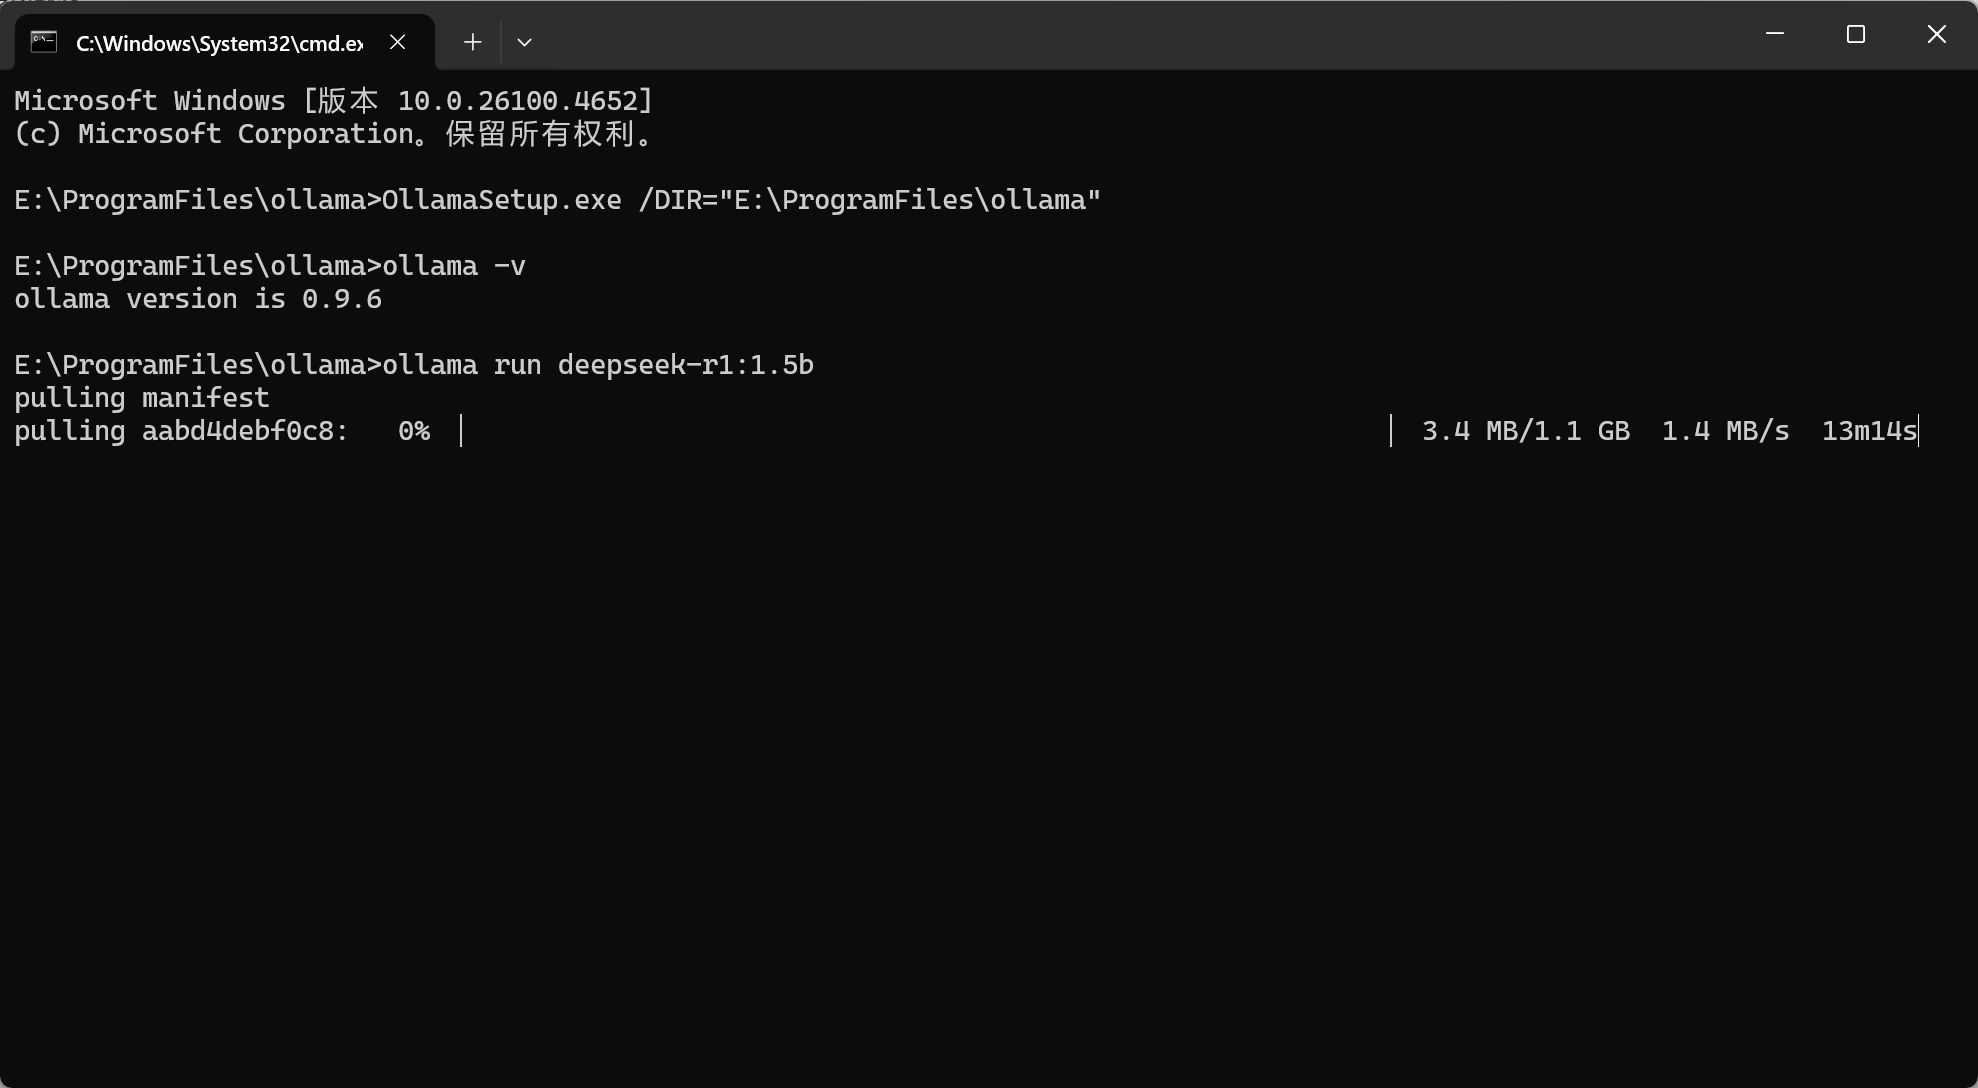 C:\Windows\System32\cmd.ex
Microsoft Windows [版本 10.0.26100.4652]
(c) Microsoft Corporation。保留所有权利。
E:\ProgramFiles\ollama>OllamaSetup.exe /DIR="E:\ProgramFiles\ollama"
E:\ProgramFiles\ollama>ollama -v
ollama version is 0.9.6
E:\ProgramFiles\ollama>ollama run deepseek-r1:1.5b
pulling manifest
pulling aabd4debf0c8:   0% |                                                          |  3.4 MB/1.1 GB  1.4 MB/s  13m14s